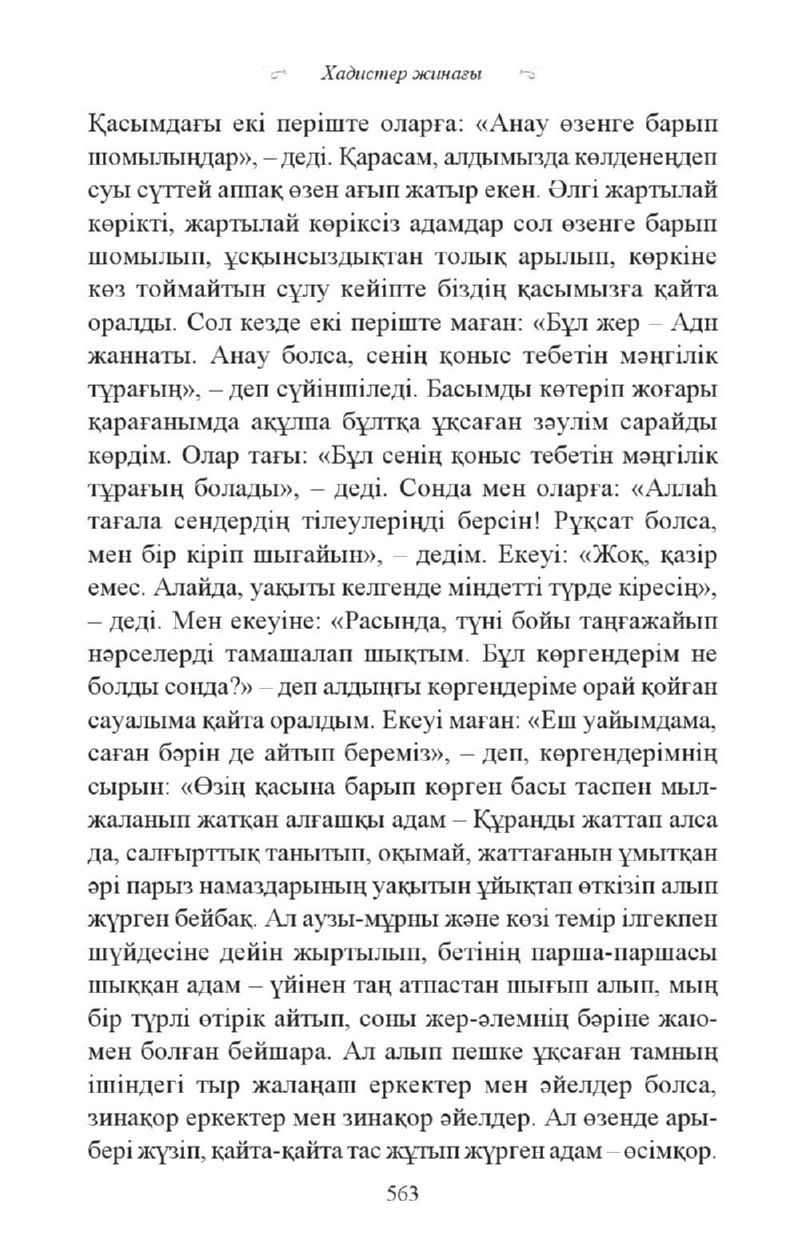 Хадистер жинағы
Қасымдағы екі періште оларға: «Анау өзенге барып
шомылыңдар», – деді. Қарасам, алдымызда көлденеңдеп
суы сүттей аппақ өзен ағып жатыр екен. Әлгі жартылай
көрікті, жартылай көріксіз адамдар сол өзенге барып
шомылып, ұсқынсыздықтан толық арылып, көркіне
көз тоймайтын сұлу кейіпте біздің қасымызға қайта
оралды. Сол кезде екі періште маған: «Бұл жер – Адн
жаннаты. Анау болса, сенің қоныс тебетін мәңгілік
тұрағың», – деп сүйіншіледі. Басымды көтеріп жоғары
қарағанымда ақұлпа бұлтқа ұқсаған зәулім сарайды
көрдім. Олар тағы: «Бұл сенің қоныс тебетін мәңгілік
тұрағың болады», – деді. Сонда мен оларға: «Аллаһ
тағала сендердің тілеулеріңді берсін! Рұқсат болса,
мен бір кіріп шығайын», – дедім. Екеуі: «Жоқ, қазір
емес. Алайда, уақыты келгенде міндетті түрде кіресің»,
– деді. Мен екеуіне: «Расында, түні бойы таңғажайып
нәрселерді тамашалап шықтым. Бұл көргендерім не
болды сонда?» – деп алдыңғы көргендеріме орай қойған
сауалыма қайта оралдым. Екеуі маған: «Еш уайымдама,
саған бәрін де айтып береміз», – деп, көргендерімнің
сырын: «Өзің қасына барып көрген басы таспен мыл-
жаланып жатқан алғашқы адам – Құранды жаттап алса
да, салғырттық танытып, оқымай, жаттағанын ұмытқан
әрі парыз намаздарының уақытын ұйықтап өткізіп алып
жүрген бейбақ. Ал аузы-мұрны және көзі темір ілгекпен
шүйдесіне дейін жыртылып, бетінің парша-паршасы
шыққан адам – үйінен таң атпастан шығып алып, мың
бір түрлі өтірік айтып, соны жер-әлемнің бәріне жаю-
мен болған бейшара. Ал алып пешке ұқсаған тамның
ішіндегі тыр жалаңаш еркектер мен әйелдер болса,
зинақор еркектер мен зинақор әйелдер. Ал өзенде ары-
бері жүзіп, қайта-қайта тас жұтып жүрген адам – өсімқор.
563